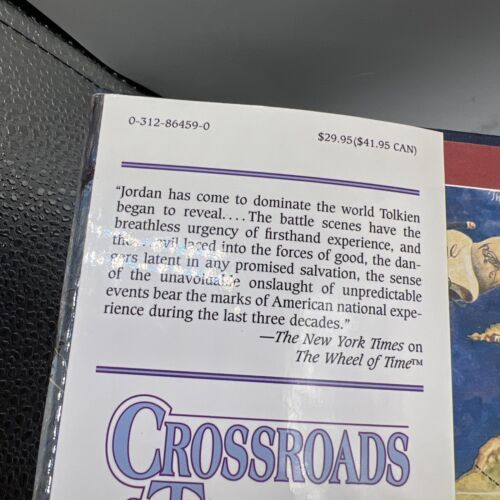 0-312-86459-0
$29.95($41.95 CAN)
“Jordan has come to dominate the world Tolkien
began to reveal.... The battle scenes have the
breathless urgency of firsthand experience, and
the evil laced into the forces of good, the dan-
gers latent in any promised salvation, the sense
of the unavoidable onslaught of unpredictable
events bear the marks of American national expe-
rience during the last three decades.”
—The New York Times on
The Wheel of Time™
CROSSROADS